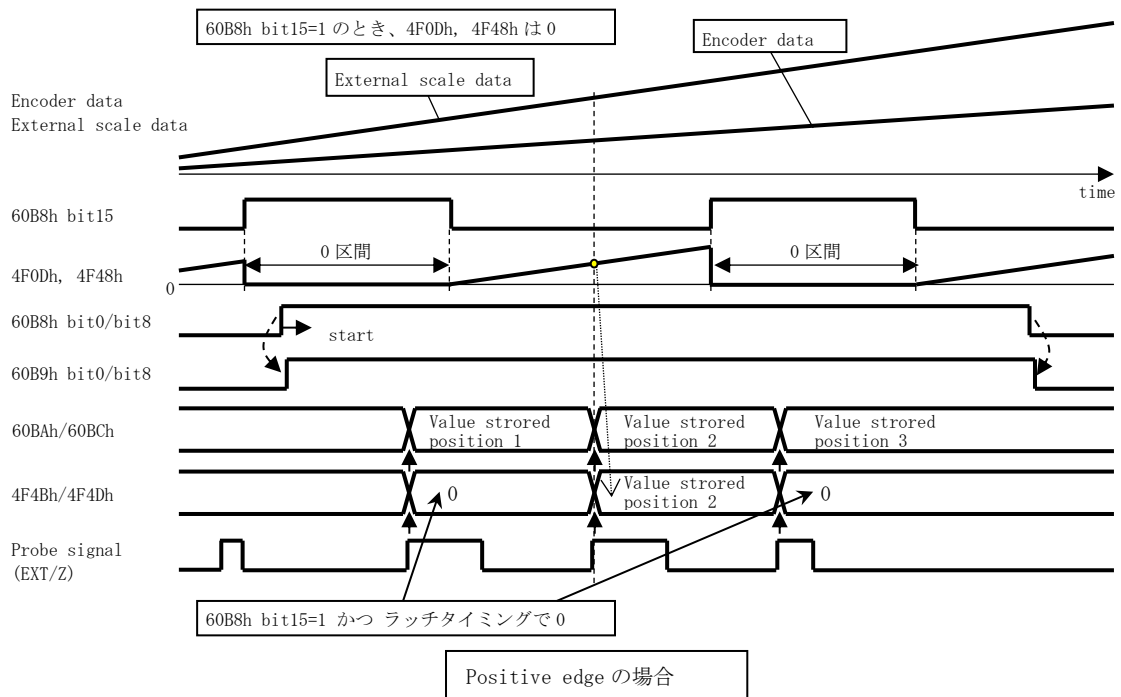 60B8h bit15=1 のとき、4F0Dh, 4F48h は 0
Encoder data
External scale data
Encoder data
External scale data
time
60B8h bit15
0 区間
0 区間
4F0Dh, 4F48h
0
60B8h bit0/bit8
start
60B9h bit0/bit8
60BAh/60BCh
Value strored
position 1
Value strored
position 2
Value strored
position 3
4F4Bh/4F4Dh
0
Value strored
position 2
0
Probe signal
(EXT/Z)
60B8h bit15=1 かつ ラッチタイミングで 0
Positive edge の場合